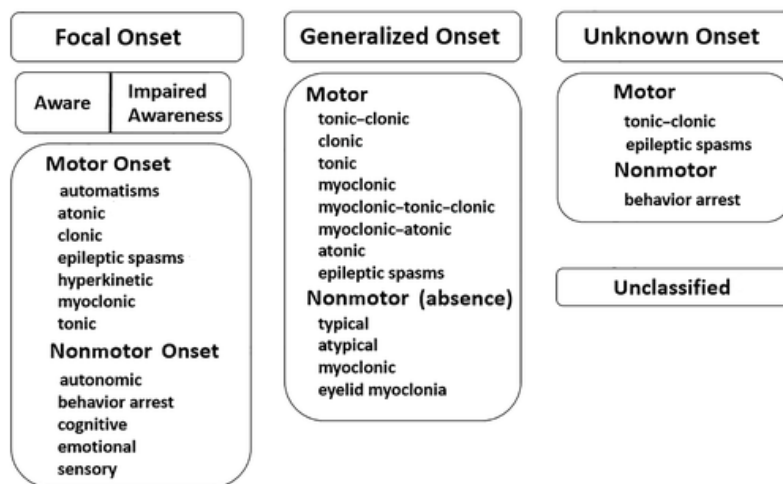 Focal Onset
Aware
Impaired
Awareness
Motor Onset
automatisms
atonic
clonic
epileptic spasms
hyperkinetic
myoclonic
tonic
Nonmotor Onset
autonomic
behavior arrest
cognitive
emotional
sensory
Generalized Onset
Motor
tonic–clonic
clonic
tonic
myoclonic
myoclonic–tonic–clonic
myoclonic–atonic
atonic
epileptic spasms
Nonmotor (absence)
typical
atypical
myoclonic
eyelid myoclonia
Unknown Onset
Motor
tonic–clonic
epileptic spasms
Nonmotor
behavior arrest
Unclassified